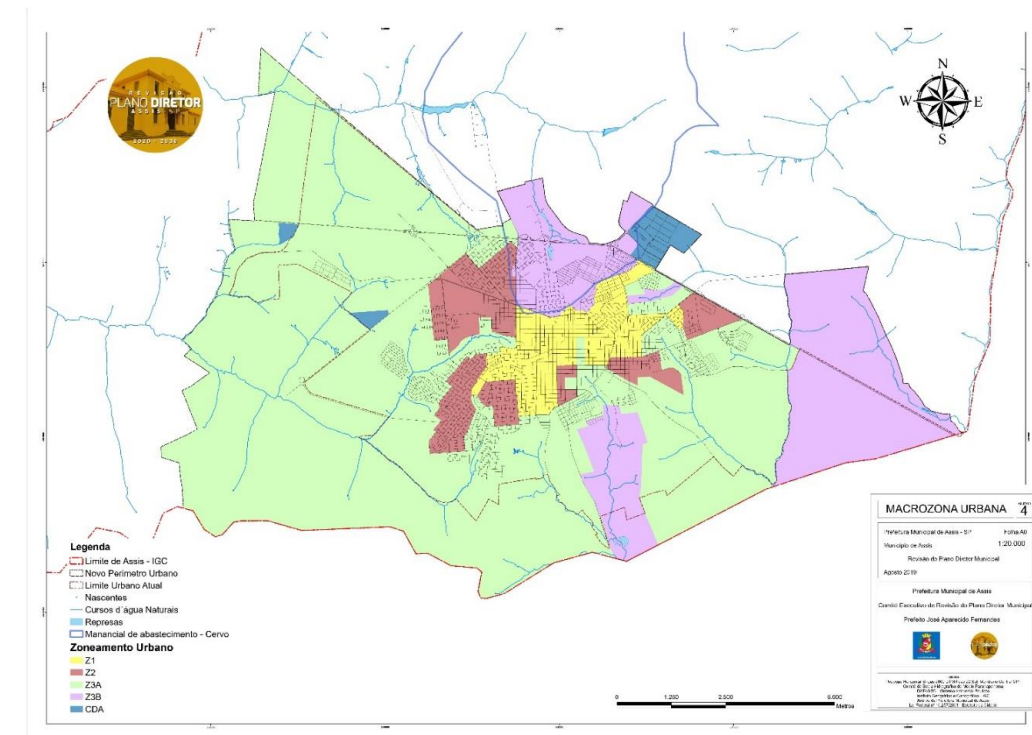 REVISÃO
PLANO DIRETOR
ASSIS SP
N
W E
S
MACROZONA URBANA 4
Prefeitura Municipal de Assis - SP Folha A0
Município de Assis 1:20.000
Revisão do Plano Diretor Municipal
Agosto 2019
Prefeitura Municipal de Assis
Comitê Executivo de Revisão do Plano Diretor Municipal
Prefeito José Aparecido Fernandes
Legenda
Limite de Assis - IGC
Novo Perímetro Urbano
Limite Urbano Atual
Nascentes
Cursos d´água Naturais
Represas
Manancial de abastecimento - Cervo
Zoneamento Urbano
Z1
Z2
Z3A
Z3B
CDA
0 1.250 2.500 5.000
Metros